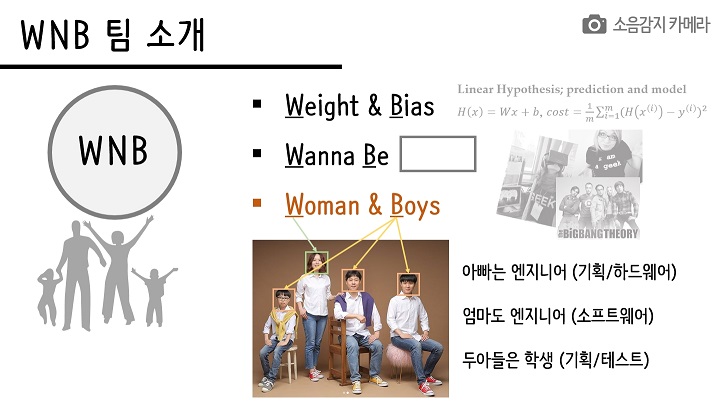 WNB 팀 소개
소음감지 카메라
WNB
▪ Weight & Bias
▪ Wanna Be
▪ Woman & Boys
Linear Hypothesis; prediction and model
H(x) = Wx + b, cost = \frac{1}{m}∑_{i=1}^{m}(H(x^{(i)}) − y^{(i)})²
i am
a geek
GEEK
#BiGBANGTHEORY
아빠는 엔지니어 (기획/하드웨어)
엄마도 엔지니어 (소프트웨어)
두아들은 학생 (기획/테스트)